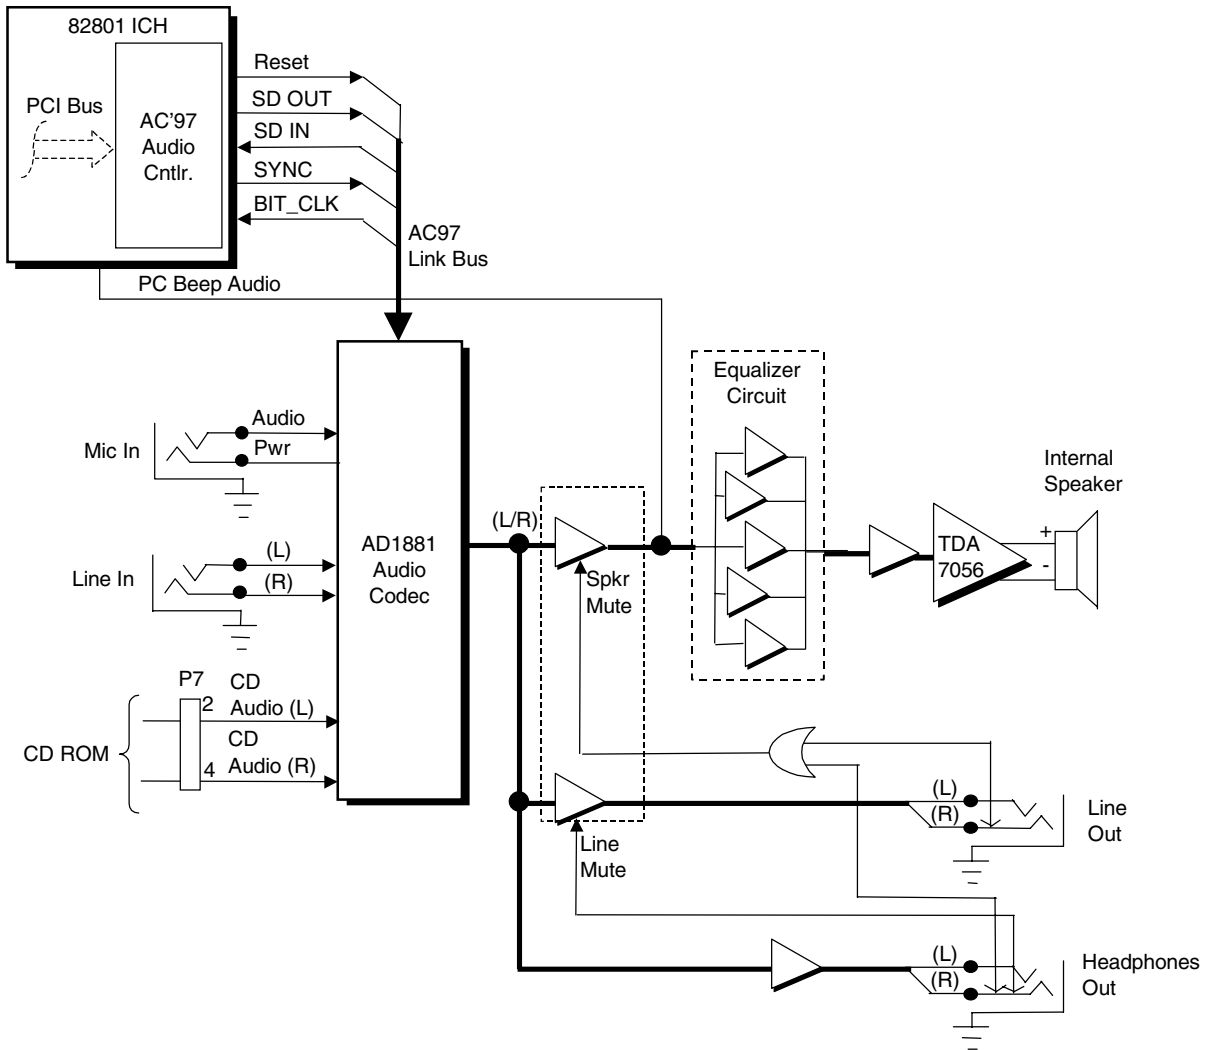 82801 ICH
PCI Bus
AC'97
Audio
Cntlr.
Reset
SD OUT
SD IN
SYNC
BIT_CLK
AC97
Link Bus
PC Beep Audio
Equalizer
Circuit
Mic In
Audio
Pwr
Line In
(L)
(R)
P7
2
CD
Audio (L)
CD
4
Audio (R)
CD ROM
AD1881
Audio
Codec
(L/R)
Spkr
Mute
Line
Mute
TDA
7056
+
-
Internal
Speaker
(L)
(R)
Line
Out
(L)
(R)
Headphones
Out